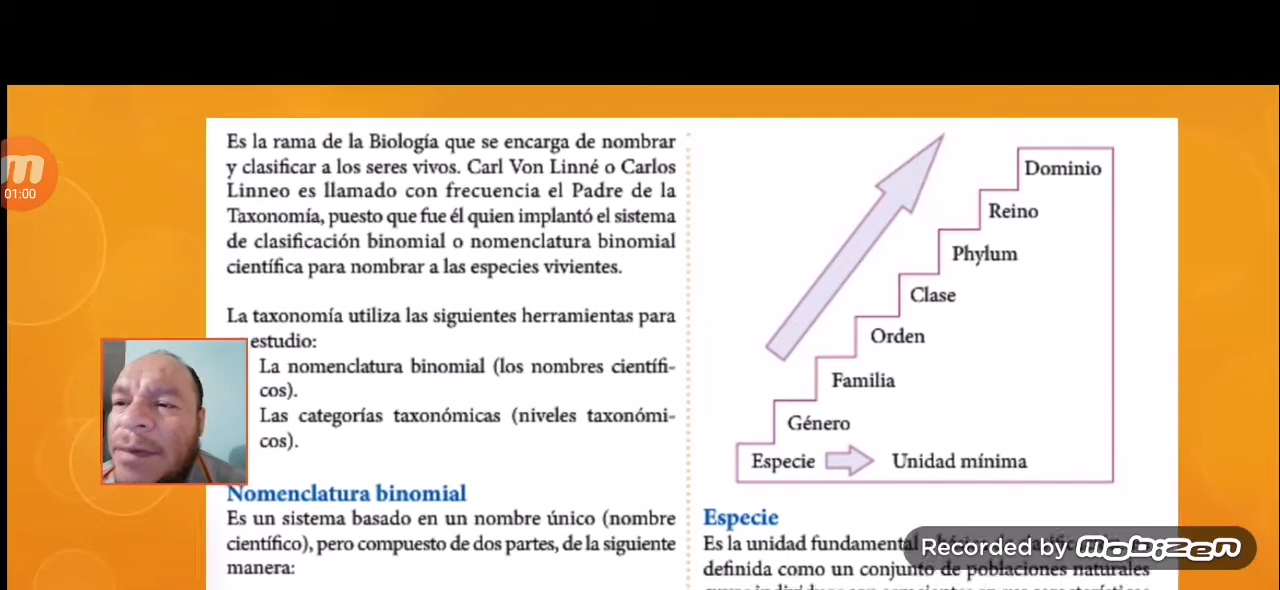 01:00
Es la rama de la Biología que se encarga de nombrar
y clasificar a los seres vivos. Carl Von Linné o Carlos
Linneo es llamado con frecuencia el Padre de la
Taxonomía, puesto que fue él quien implantó el sistema
de clasificación binomial o nomenclatura binomial
científica para nombrar a las especies vivientes.
La taxonomía utiliza las siguientes herramientas para
estudio:
La nomenclatura binomial (los nombres científi-
cos).
Las categorías taxonómicas (niveles taxonómi-
cos).
Nomenclatura binomial
Es un sistema basado en un nombre único (nombre
científico), pero compuesto de dos partes, de la siguiente
manera:
Dominio
Reino
Phylum
Clase
Orden
Familia
Género
Especie
Unidad mínima
Especie
Es la unidad fundamental
definida como un conjunto de poblaciones naturales
Recorded by mobizen